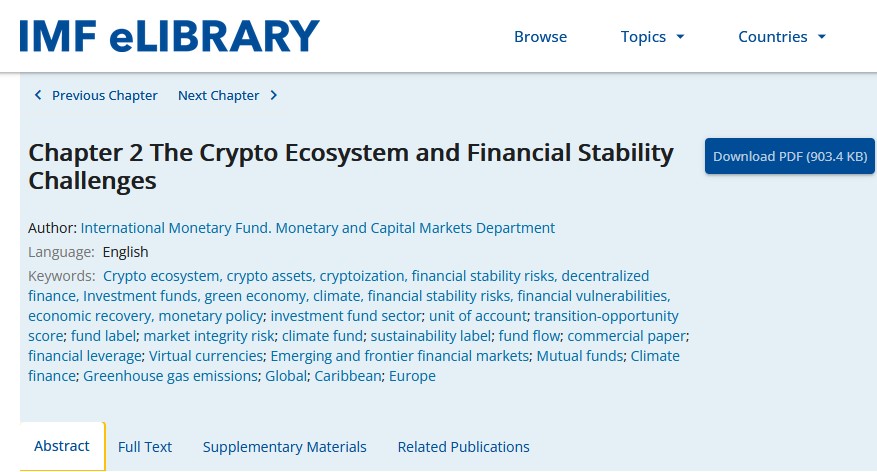 IMF eLIBRARY
Browse
Topics
Countries
Previous Chapter
Next Chapter
Chapter 2 The Crypto Ecosystem and Financial Stability
Challenges
Download PDF (903.4 KB)
Author: International Monetary Fund. Monetary and Capital Markets Department
Language: English
Keywords: Crypto ecosystem, crypto assets, cryptoization, financial stability risks, decentralized
finance, Investment funds, green economy, climate, financial stability risks, financial vulnerabilities,
economic recovery, monetary policy; investment fund sector; unit of account; transition-opportunity
score; fund label; market integrity risk; climate fund; sustainability label; fund flow; commercial paper;
financial leverage; Virtual currencies; Emerging and frontier financial markets; Mutual funds; Climate
finance; Greenhouse gas emissions; Global; Caribbean; Europe
Abstract
Full Text
Supplementary Materials
Related Publications